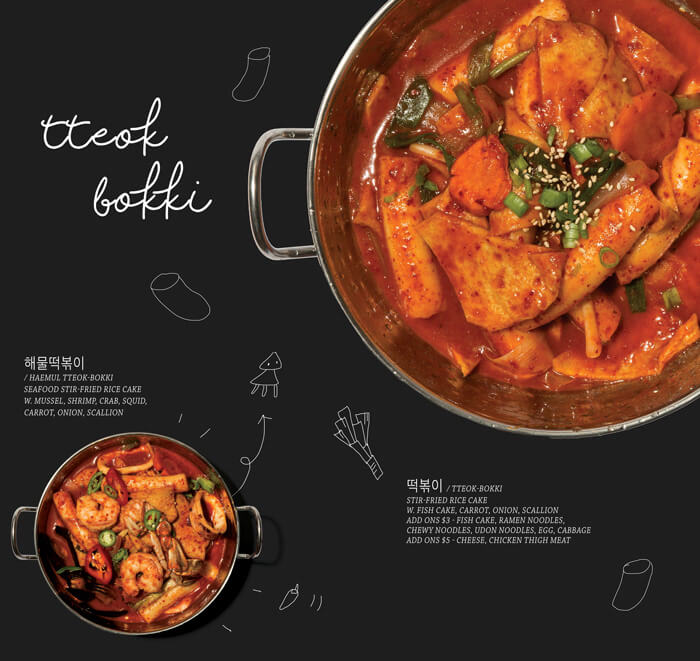 tteok
bokki
해물떡볶이
/ HAEMUL TTEOK-BOKKI
SEAFOOD STIR-FRIED RICE CAKE
W. MUSSEL, SHRIMP, CRAB, SQUID,
CARROT, ONION, SCALLION
떡볶이 / TTEOK-BOKKI
STIR-FRIED RICE CAKE
W. FISH CAKE, CARROT, ONION, SCALLION
ADD ONS $3 - FISH CAKE, RAMEN NOODLES,
CHEWY NOODLES, UDON NOODLES, EGG, CABBAGE
ADD ONS $5 - CHEESE, CHICKEN THIGH MEAT